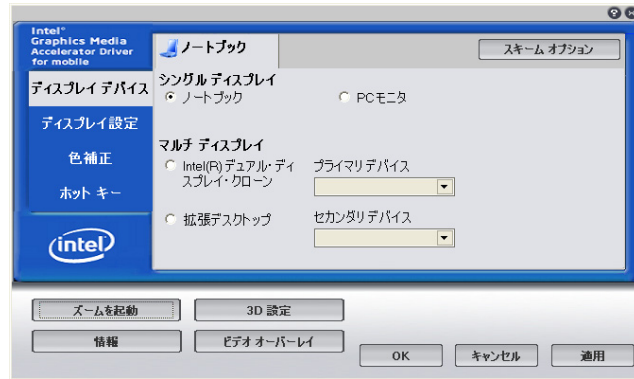 Intel®
Graphics Media
Accelerator Driver
for mobile
ノートブック
スキーム オプション
ディスプレイ デバイス
シングル ディスプレイ
ノートブック
PCモニタ
ディスプレイ設定
マルチ ディスプレイ
色補正
Intel(R) デュアル・ディ
スプレイ・クローン
プライマリ デバイス
ホット キー
拡張デスクトップ
セカンダリ デバイス
intel
ズームを起動
3D 設定
情報
ビデオ オーバーレイ
OK
キャンセル
適用